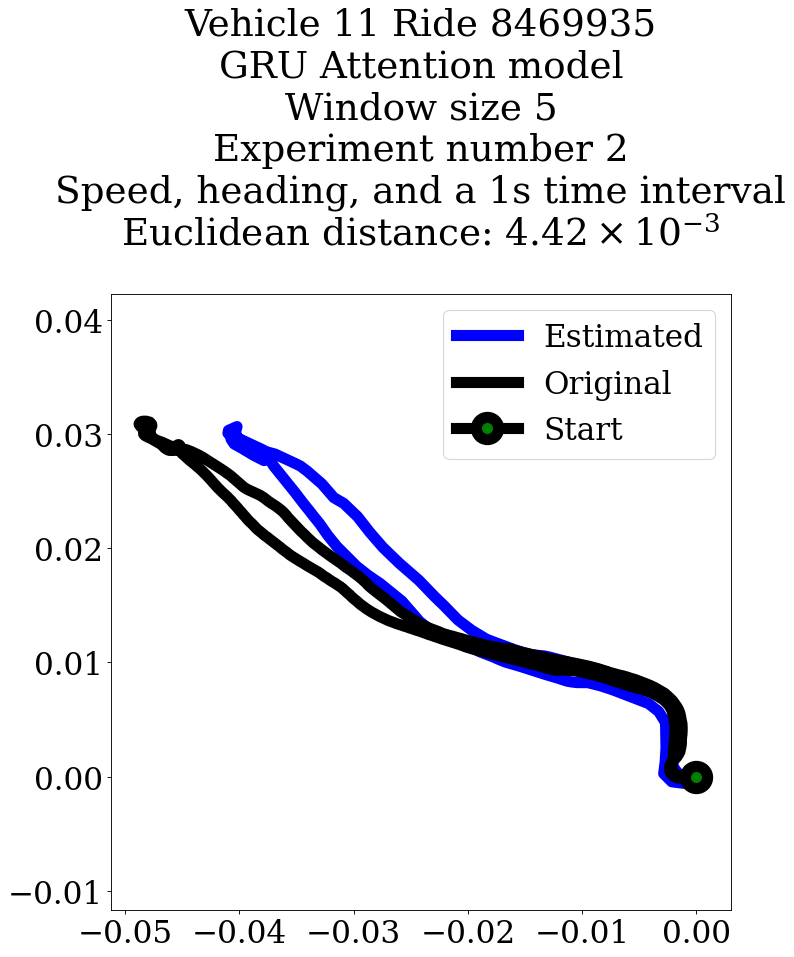 Vehicle 11 Ride 8469935
GRU Attention model
Window size 5
Experiment number 2
Speed, heading, and a 1s time interval
Euclidean distance: 4.42 × 10⁻³
Estimated
Original
Start
0.04
0.03
0.02
0.01
0.00
−0.01
−0.05 −0.04 −0.03 −0.02 −0.01 0.00